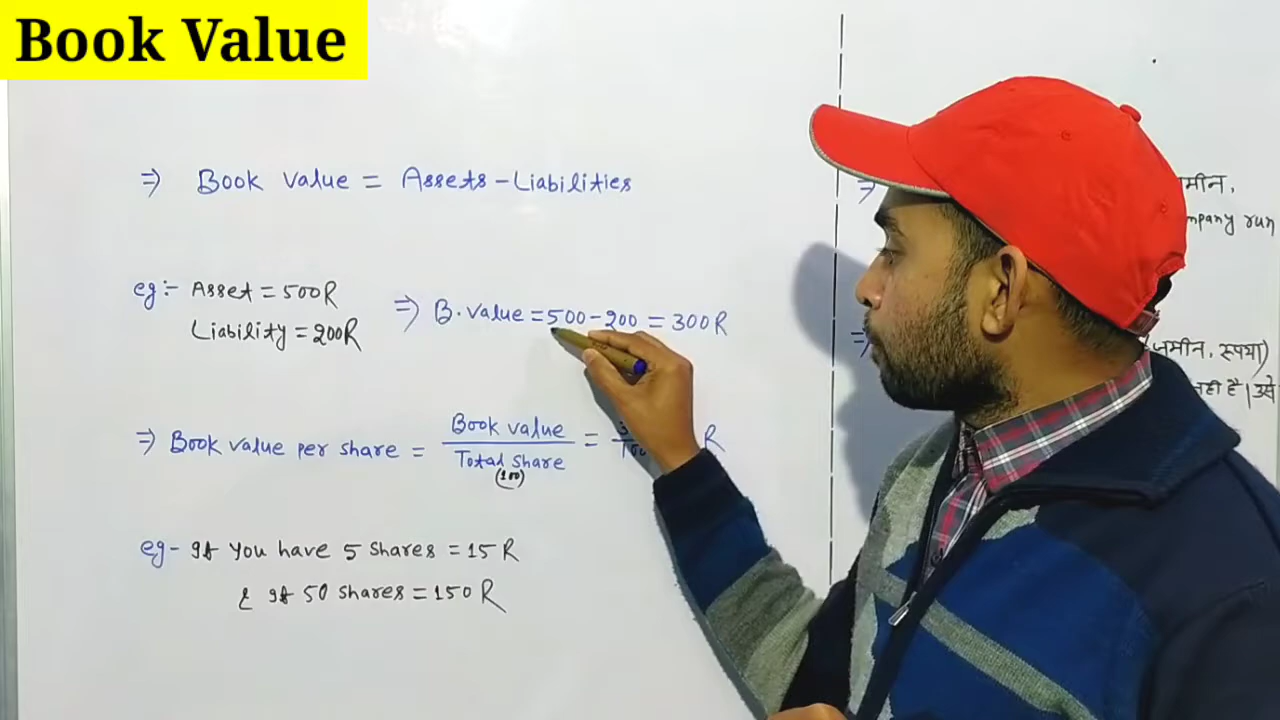 Book Value
⇒ Book value = Assets - Liabilities
eg:- Asset = 500R
Liability = 200R
⇒ B. value = 500 - 200 = 300R
⇒ Book value per share = Book value / Total share = R
(100)
eg- If You have 5 shares = 15 R
& If 50 shares = 150 R
⇒
run
⇒
जमीन, रूपया)
नही है। उसे